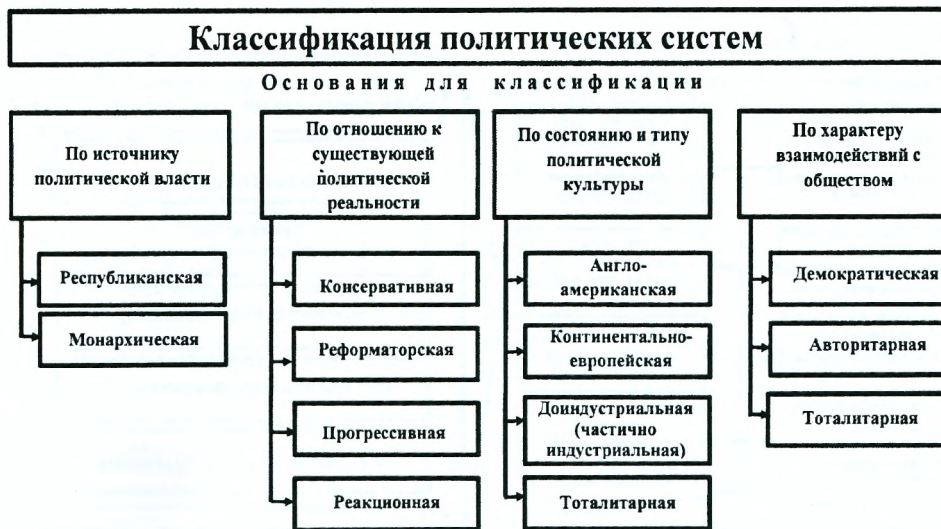 Классификация политических систем
Основания для классификации
По источнику
политической власти
Республиканская
Монархическая
По отношению к
существующей
политической
реальности
Консервативная
Реформаторская
Прогрессивная
Реакционная
По состоянию и типу
политической
культуры
Англо-
американская
Континентально-
европейская
Доиндустриальная
(частично
индустриальная)
Тоталитарная
По характеру
взаимодействий с
обществом
Демократическая
Авторитарная
Тоталитарная